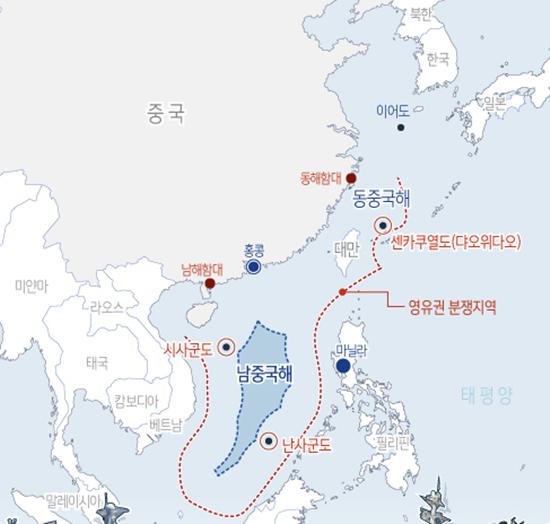 북한
한국
중국
이어도
일본
동해함대
동중국해
센카쿠열도(댜오위다오)
대만
홍콩
남해함대
미얀마
라오스
영유권 분쟁지역
시사군도
마닐라
태국
남중국해
태평양
캄보디아
베트남
난사군도
필리핀
말레이시아